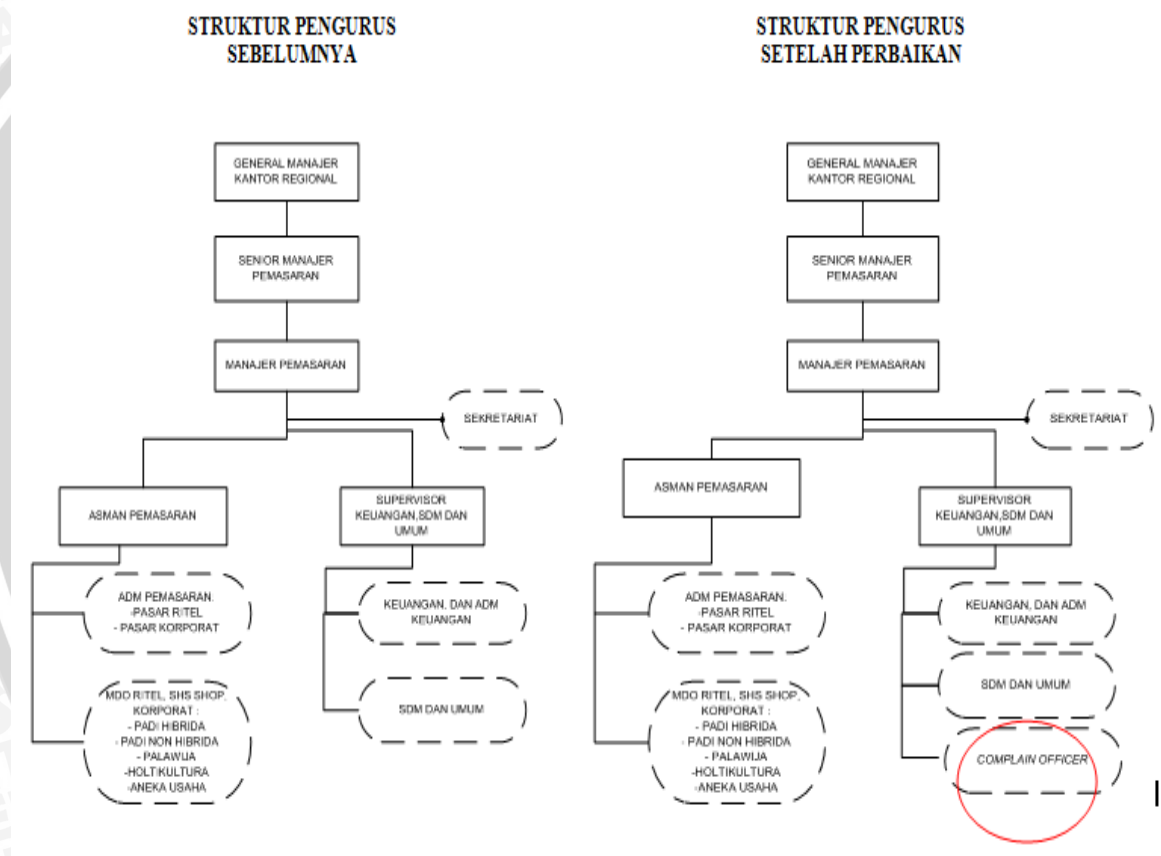 STRUKTUR PENGURUS
SEBELUMNYA
GENERAL MANAJER
KANTOR REGIONAL
SENIOR MANAJER
PEMASARAN
MANAJER PEMASARAN
SEKRETARIAT
ASMAN PEMASARAN
SUPERVISOR
KEUANGAN,SDM DAN
UMUM
ADM PEMASARAN.
-PASAR RITEL
- PASAR KORPORAT
KEUANGAN, DAN ADM
KEUANGAN
MDO RITEL, SHS SHOP,
KORPORAT :
- PADI HIBRIDA
- PADI NON HIBRIDA
- PALAWIJA
-HOLTIKULTURA
-ANEKA USAHA
SDM DAN UMUM
STRUKTUR PENGURUS
SETELAH PERBAIKAN
GENERAL MANAJER
KANTOR REGIONAL
SENIOR MANAJER
PEMASARAN
MANAJER PEMASARAN
SEKRETARIAT
ASMAN PEMASARAN
SUPERVISOR
KEUANGAN,SDM DAN
UMUM
ADM PEMASARAN.
-PASAR RITEL
- PASAR KORPORAT
KEUANGAN, DAN ADM
KEUANGAN
SDM DAN UMUM
MDO RITEL, SHS SHOP,
KORPORAT :
- PADI HIBRIDA
- PADI NON HIBRIDA
- PALAWIJA
-HOLTIKULTURA
-ANEKA USAHA
COMPLAIN OFFICER